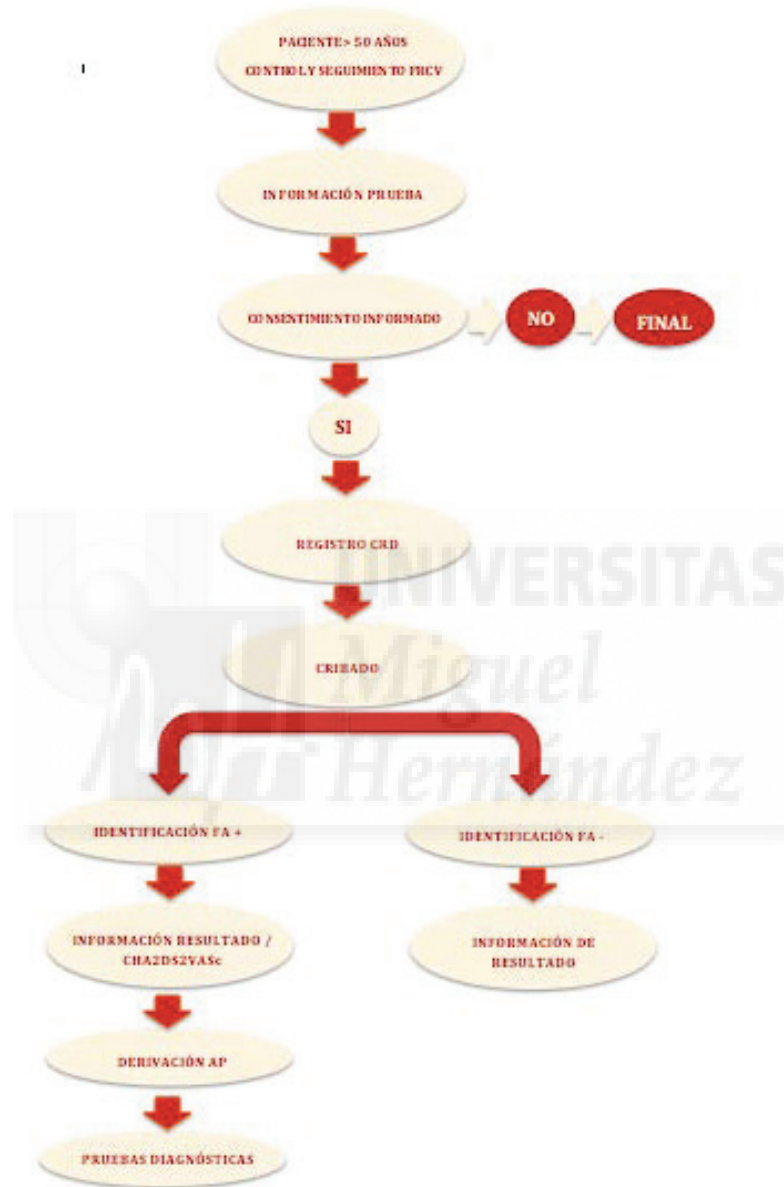 PACIENTE> 50 AÑOS
CONTROL Y SEGUIMIENTO FRCV
INFORMACIÓN PRUEBA
CONSENTIMIENTO INFORMADO
NO
FINAL
SI
REGISTRO CRD
UNIVERSITAS
Miguel
Hernández
CRIBADO
IDENTIFICACIÓN FA +
IDENTIFICACIÓN FA -
INFORMACIÓN RESULTADO /
CHA2DS2VASc
INFORMACIÓN DE
RESULTADO
DERIVACIÓN AP
PRUEBAS DIAGNÓSTICAS